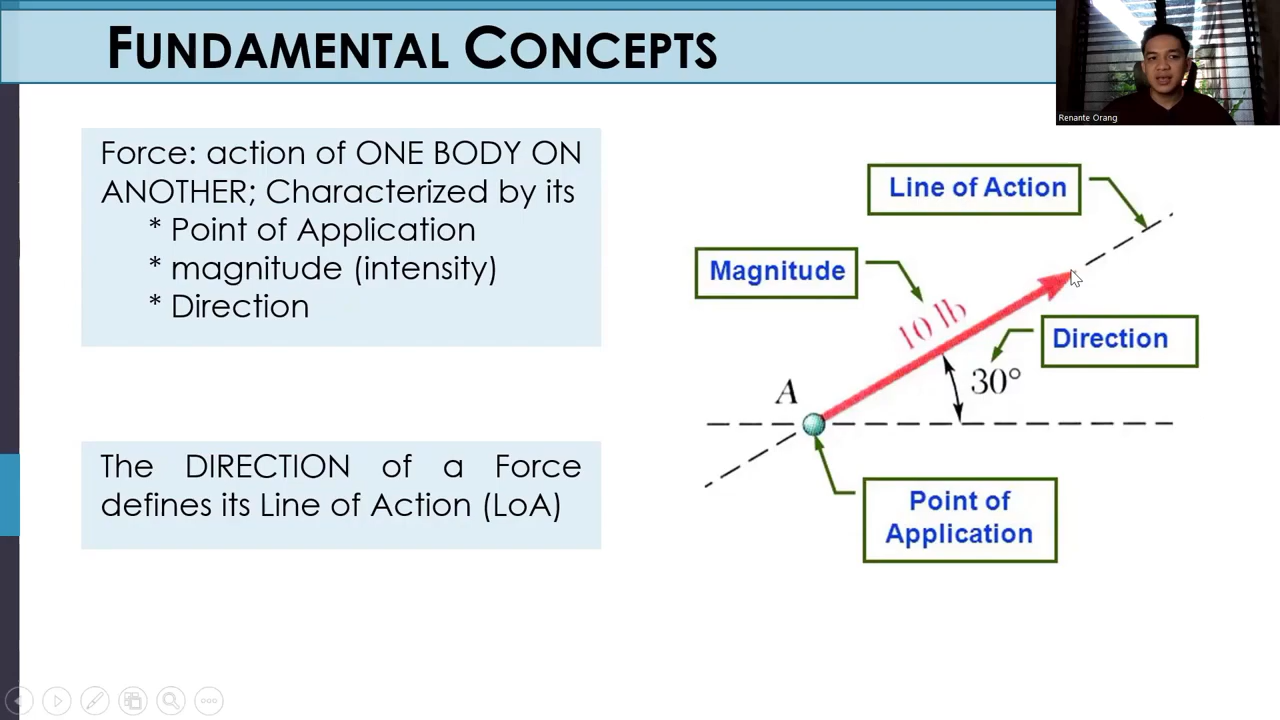 FUNDAMENTAL CONCEPTS
Renante Orang
Force: action of ONE BODY ON
ANOTHER; Characterized by its
* Point of Application
* magnitude (intensity)
* Direction
The DIRECTION of a Force
defines its Line of Action (LoA)
Line of Action
Magnitude
10 lb
Direction
30°
A
Point of
Application